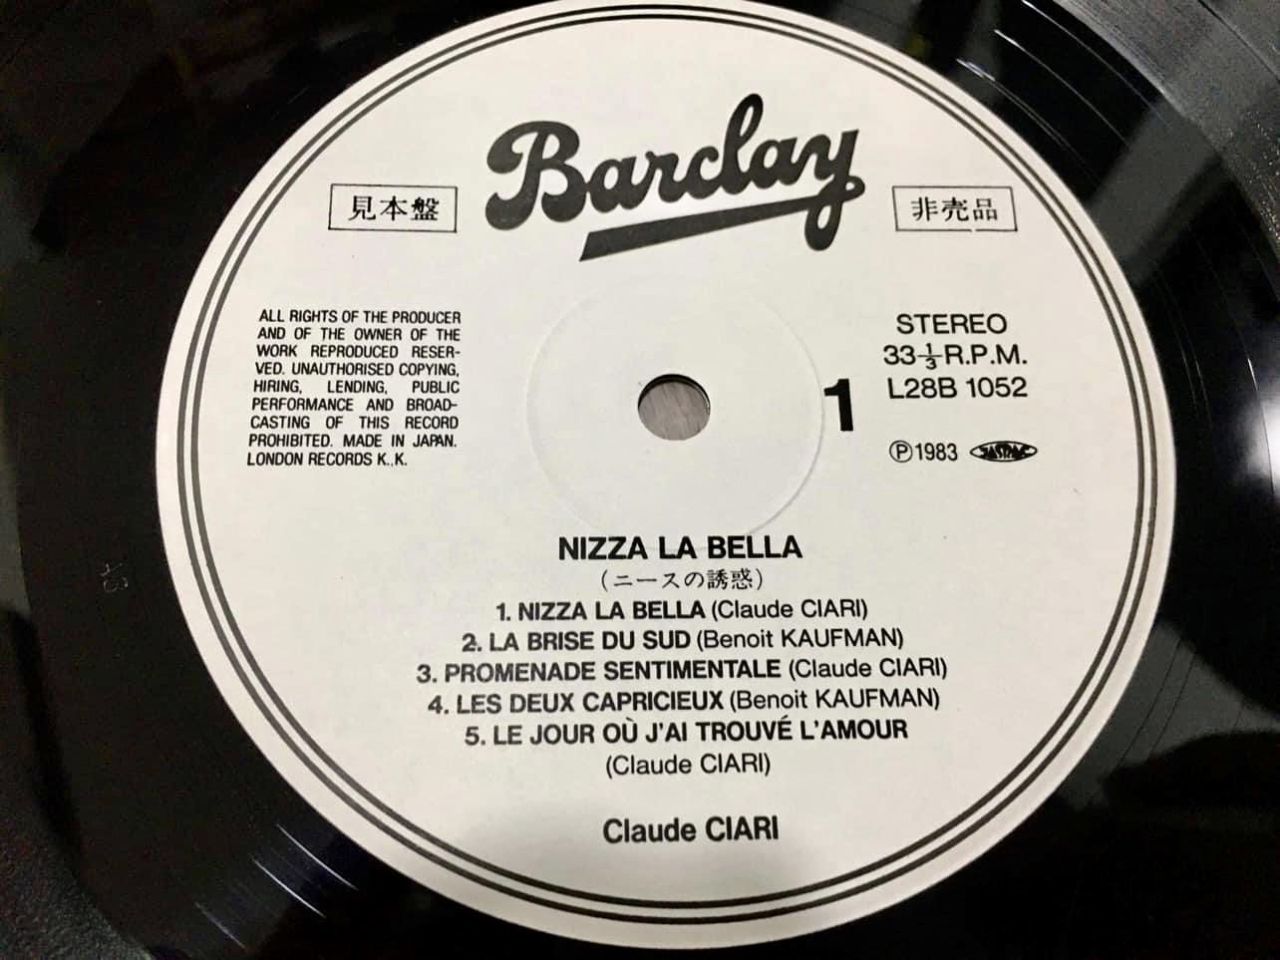 Barclay
見本盤
非売品
ALL RIGHTS OF THE PRODUCER
AND OF THE OWNER OF THE
WORK REPRODUCED RESER-
VED. UNAUTHORISED COPYING,
HIRING, LENDING, PUBLIC
PERFORMANCE AND BROAD-
CASTING OF THIS RECORD
PROHIBITED. MADE IN JAPAN.
LONDON RECORDS K.,K.
STEREO
33⅓R.P.M.
L28B 1052
1
Ⓟ1983 JASRAC
NIZZA LA BELLA
(ニースの誘惑)
1. NIZZA LA BELLA (Claude CIARI)
2. LA BRISE DU SUD (Benoit KAUFMAN)
3. PROMENADE SENTIMENTALE (Claude CIARI)
4. LES DEUX CAPRICIEUX (Benoit KAUFMAN)
5. LE JOUR OÙ J'AI TROUVÉ L'AMOUR
(Claude CIARI)
Claude CIARI